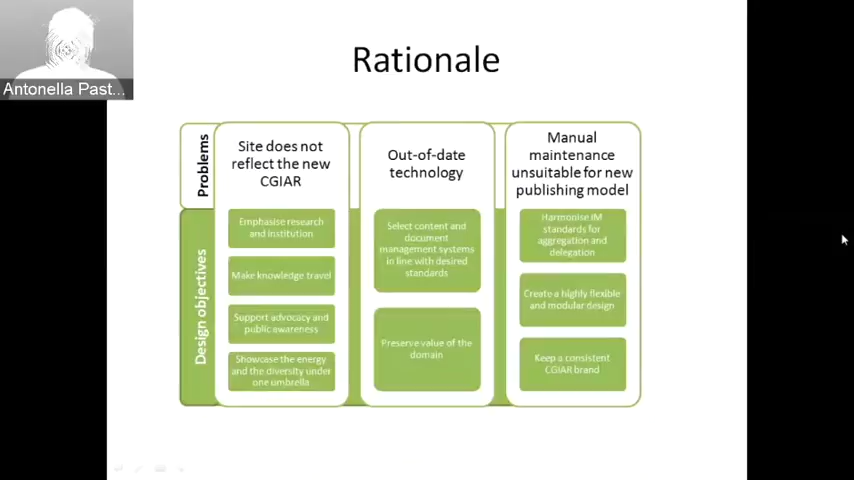 Antonella Past...
Rationale
Problems
Site does not
reflect the new
CGIAR
Out-of-date
technology
Manual
maintenance
unsuitable for new
publishing model
Design objectives
Emphasise research
and institution
Make knowledge travel
Support advocacy and
public awareness
Showcase the energy
and the diversity under
one umbrella
Select content and
document
management systems
in line with desired
standards
Preserve value of the
domain
Harmonise IM
standards for
aggregation and
delegation
Create a highly flexible
and modular design
Keep a consistent
CGIAR brand